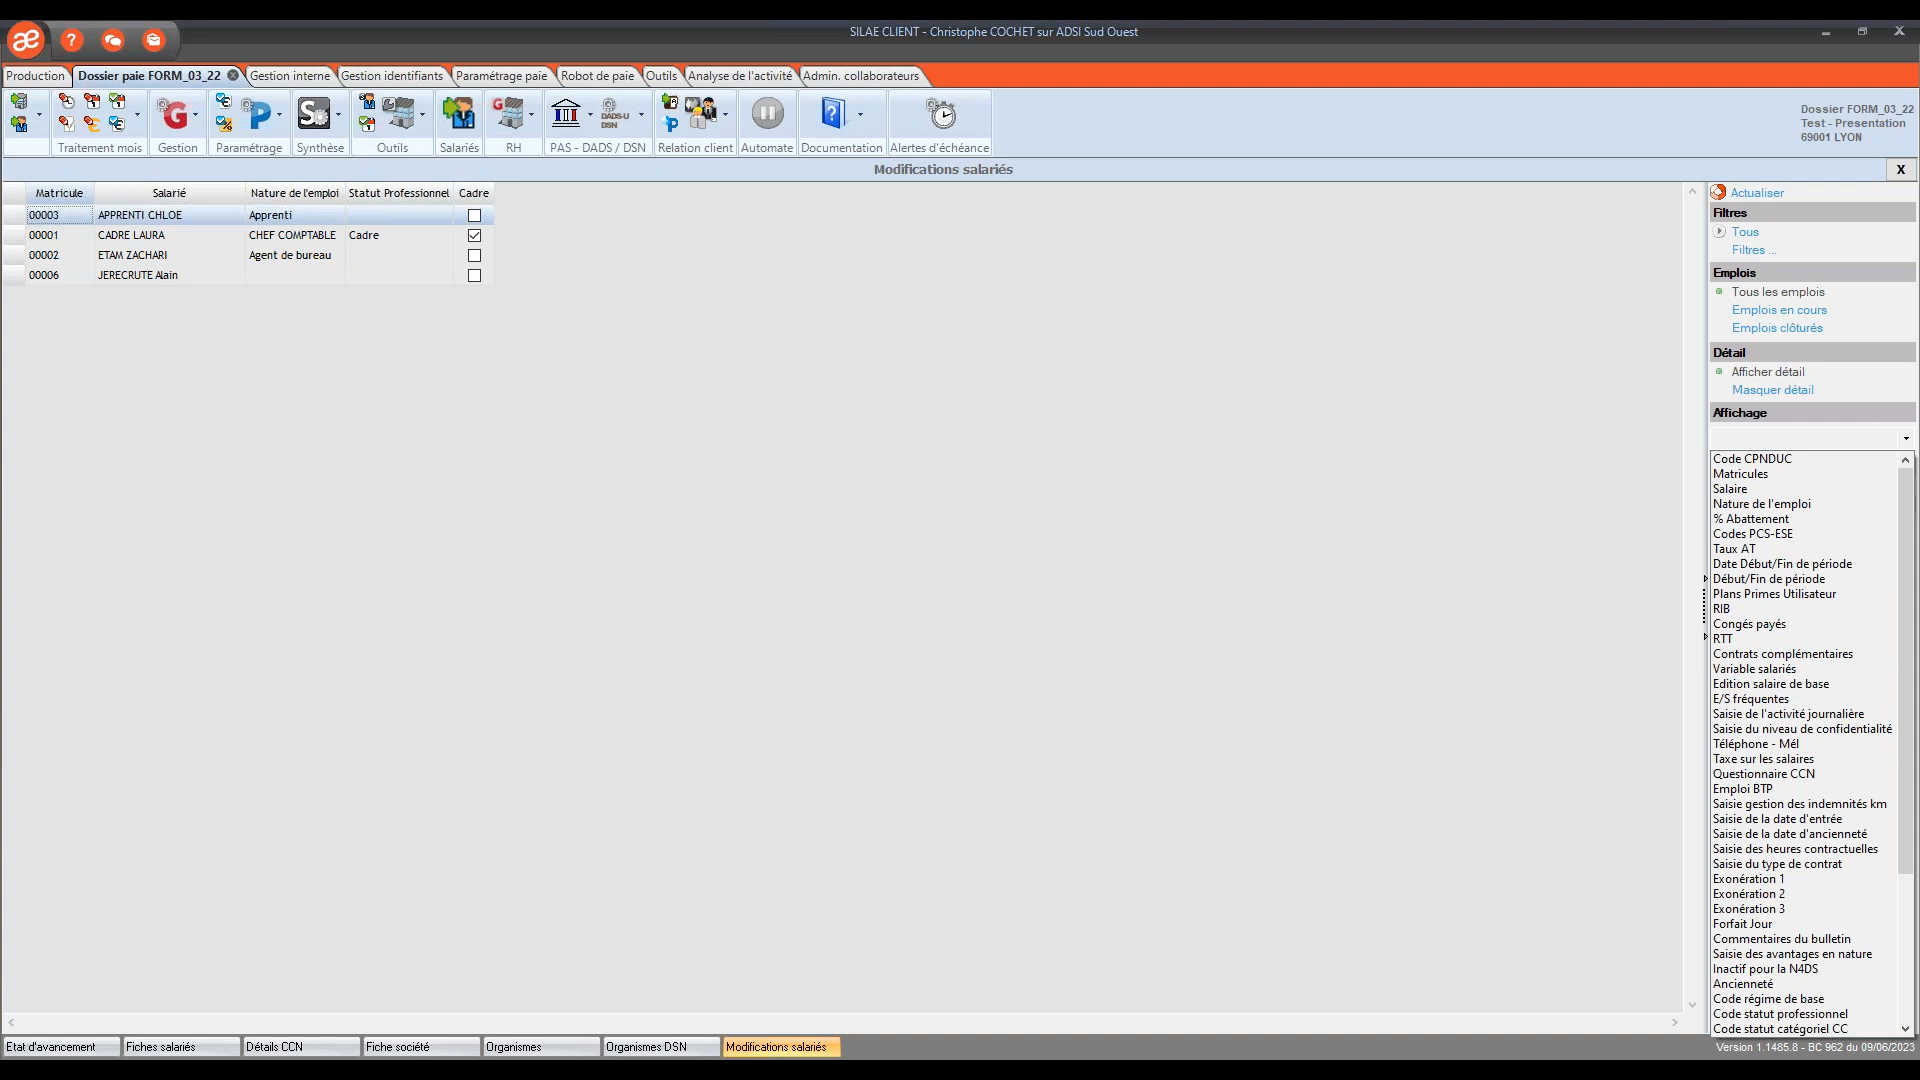 SILAE CLIENT - Christophe COCHET sur ADSI Sud Ouest
æ ?
Production Dossier paie FORM_03_22 Gestion interne Gestion identifiants Paramétrage paie Robot de paie Outils Analyse de l'activité Admin. collaborateurs
Traitement mois Gestion Paramétrage Synthèse Outils Salariés RH PAS - DADS / DSN Relation client Automate Documentation Alertes d'échéance
DADS-U
DSN
Dossier FORM_03_22
Test - Presentation
69001 LYON
Modifications salariés X
Matricule Salarié Nature de l'emploi Statut Professionnel Cadre
00003 APPRENTI CHLOE Apprenti
00001 CADRE LAURA CHEF COMPTABLE Cadre
00002 ETAM ZACHARI Agent de bureau
00006 JERECRUTE Alain
Actualiser
Filtres
Tous
Filtres ...
Emplois
Tous les emplois
Emplois en cours
Emplois clôturés
Détail
Afficher détail
Masquer détail
Affichage
Code CPNDUC
Matricules
Salaire
Nature de l'emploi
% Abattement
Codes PCS-ESE
Taux AT
Date Début/Fin de période
Début/Fin de période
Plans Primes Utilisateur
RIB
Congés payés
RTT
Contrats complémentaires
Variable salariés
Edition salaire de base
E/S fréquentes
Saisie de l'activité journalière
Saisie du niveau de confidentialité
Téléphone - Mél
Taxe sur les salaires
Questionnaire CCN
Emploi BTP
Saisie gestion des indemnités km
Saisie de la date d'entrée
Saisie de la date d'ancienneté
Saisie des heures contractuelles
Saisie du type de contrat
Exonération 1
Exonération 2
Exonération 3
Forfait Jour
Commentaires du bulletin
Saisie des avantages en nature
Inactif pour la N4DS
Ancienneté
Code régime de base
Code statut professionnel
Code statut catégoriel CC
Etat d'avancement Fiches salariés Détails CCN Fiche société Organismes Organismes DSN Modifications salariés
Version 1.1485.8 - BC 962 du 09/06/2023